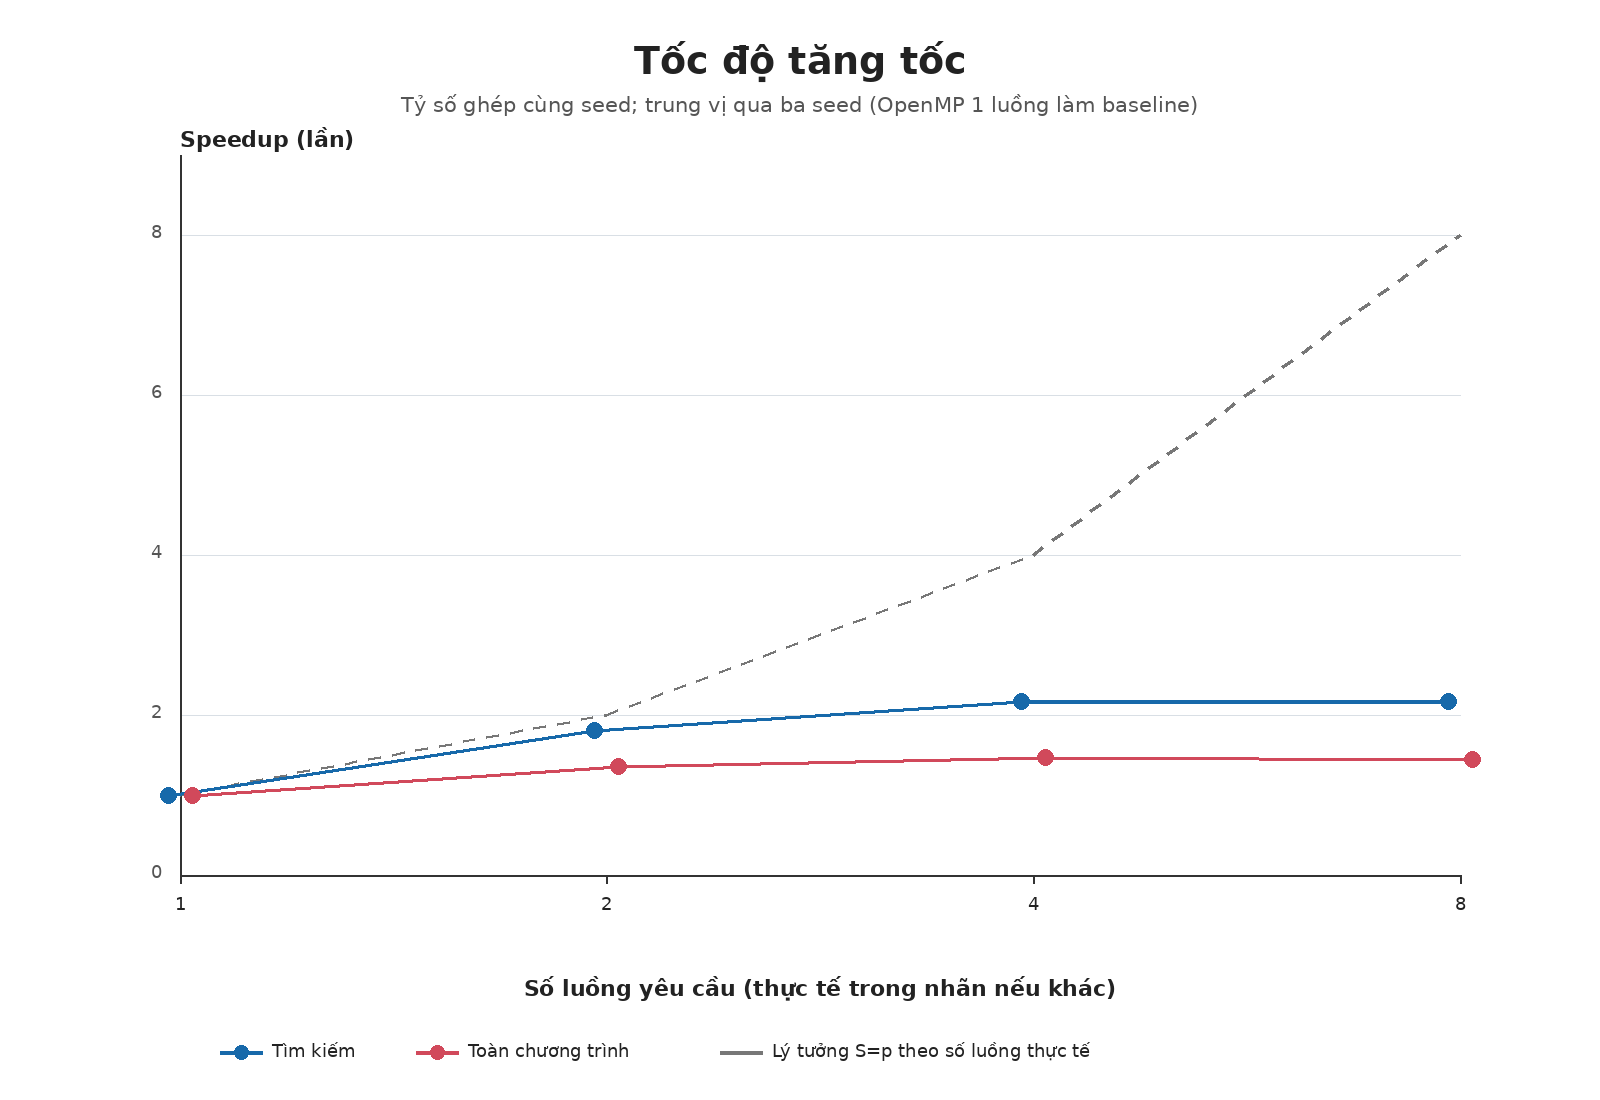 Tốc độ tăng tốc
Tỷ số ghép cùng seed; trung vị qua ba seed (OpenMP 1 luồng làm baseline)
Speedup (lần)
8
6
4
2
0
1 2 4 8
Số luồng yêu cầu (thực tế trong nhãn nếu khác)
Tìm kiếm Toàn chương trình Lý tưởng S=p theo số luồng thực tế